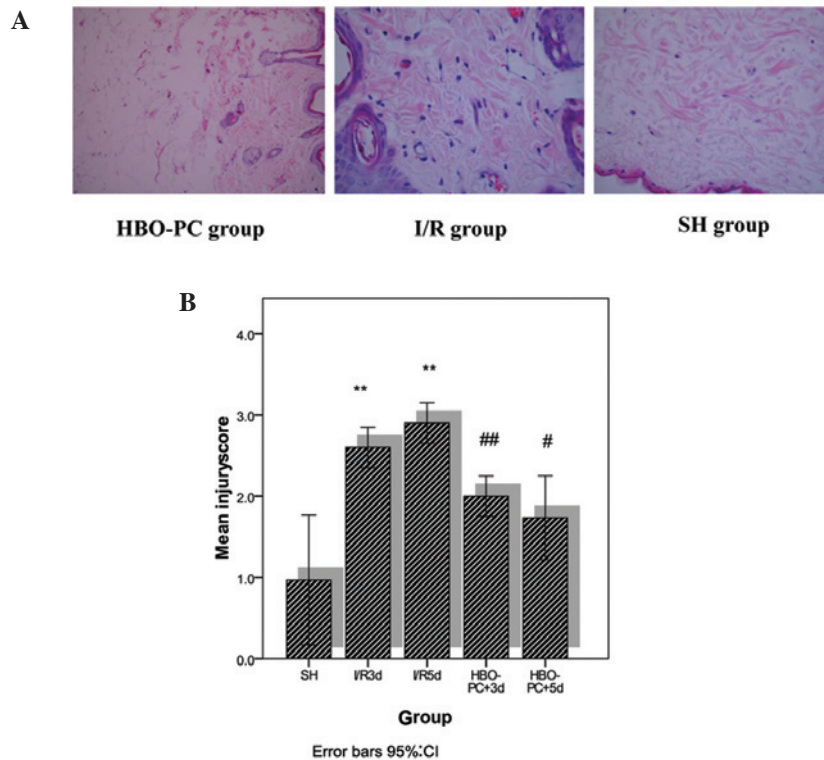 A
HBO-PC group I/R group SH group
B
4.0
3.0
2.0
1.0
0.0
Mean injuryscore
** ** ## #
SH I/R3d I/R5d HBO-PC+3d HBO-PC+5d
Group
Error bars 95%:CI